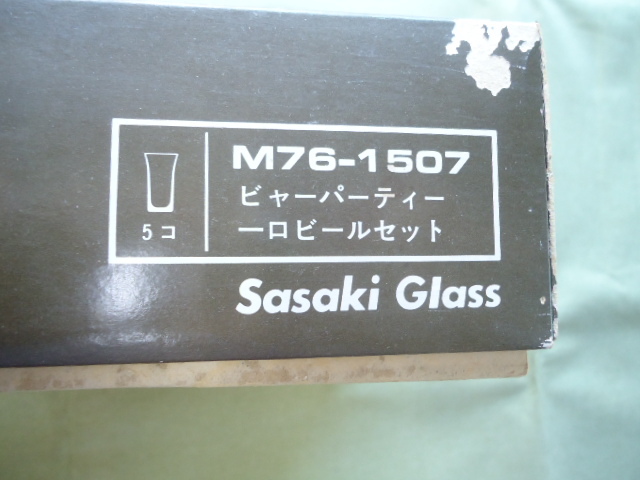 M76-1507
ビャーパーティー
一口ビールセット
5コ
Sasaki Glass